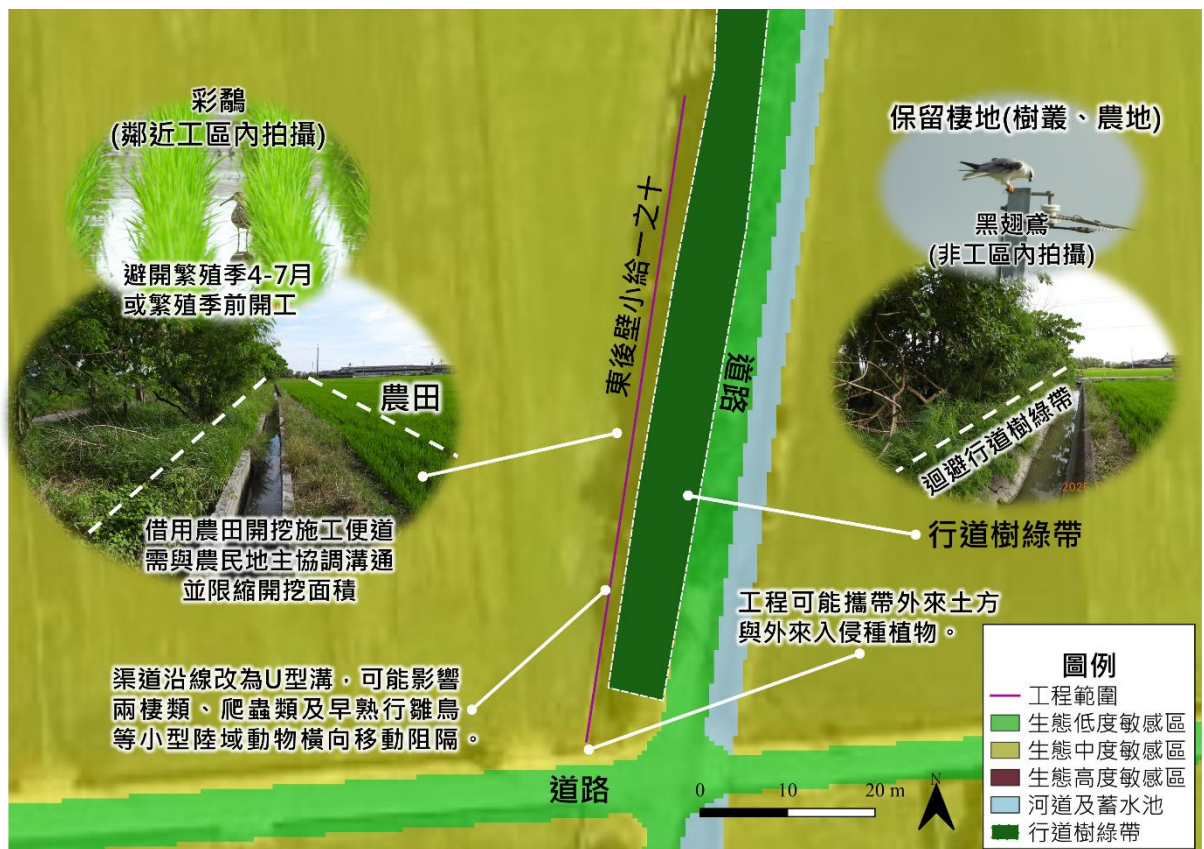 彩鷸
(鄰近工區內拍攝)
避開繁殖季4-7月
或繁殖季前開工
農田
借用農田開挖施工便道
需與農民地主協調溝通
並限縮開挖面積
渠道沿線改為U型溝，可能影響
兩棲類、爬蟲類及早熟行雛鳥
等小型陸域動物橫向移動阻隔。
東後壁小給一之十
道路
保留棲地(樹叢、農地)
黑翅鳶
(非工區內拍攝)
迴避行道樹綠帶
行道樹綠帶
工程可能攜帶外來土方
與外來入侵種植物。
道路
0 10 20 m
N
圖例
工程範圍
生態低度敏感區
生態中度敏感區
生態高度敏感區
河道及蓄水池
行道樹綠帶